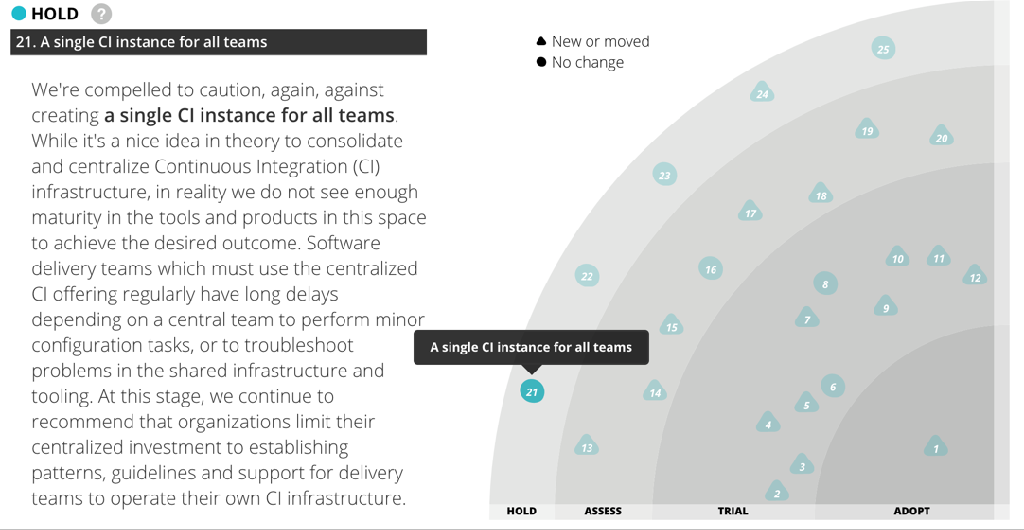 HOLD ?
21. A single CI instance for all teams
We're compelled to caution, again, against
creating a single CI instance for all teams.
While it's a nice idea in theory to consolidate
and centralize Continuous Integration (CI)
infrastructure, in reality we do not see enough
maturity in the tools and products in this space
to achieve the desired outcome. Software
delivery teams which must use the centralized
CI offering regularly have long delays
depending on a central team to perform minor
configuration tasks, or to troubleshoot
problems in the shared infrastructure and
tooling. At this stage, we continue to
recommend that organizations limit their
centralized investment to establishing
patterns, guidelines and support for delivery
teams to operate their own CI infrastructure.
New or moved
No change
25
24
19
20
23
18
17
10
11
16
22
12
8
9
7
15
A single CI instance for all teams
6
21
14
5
4
13
1
3
2
HOLD ASSESS TRIAL ADOPT